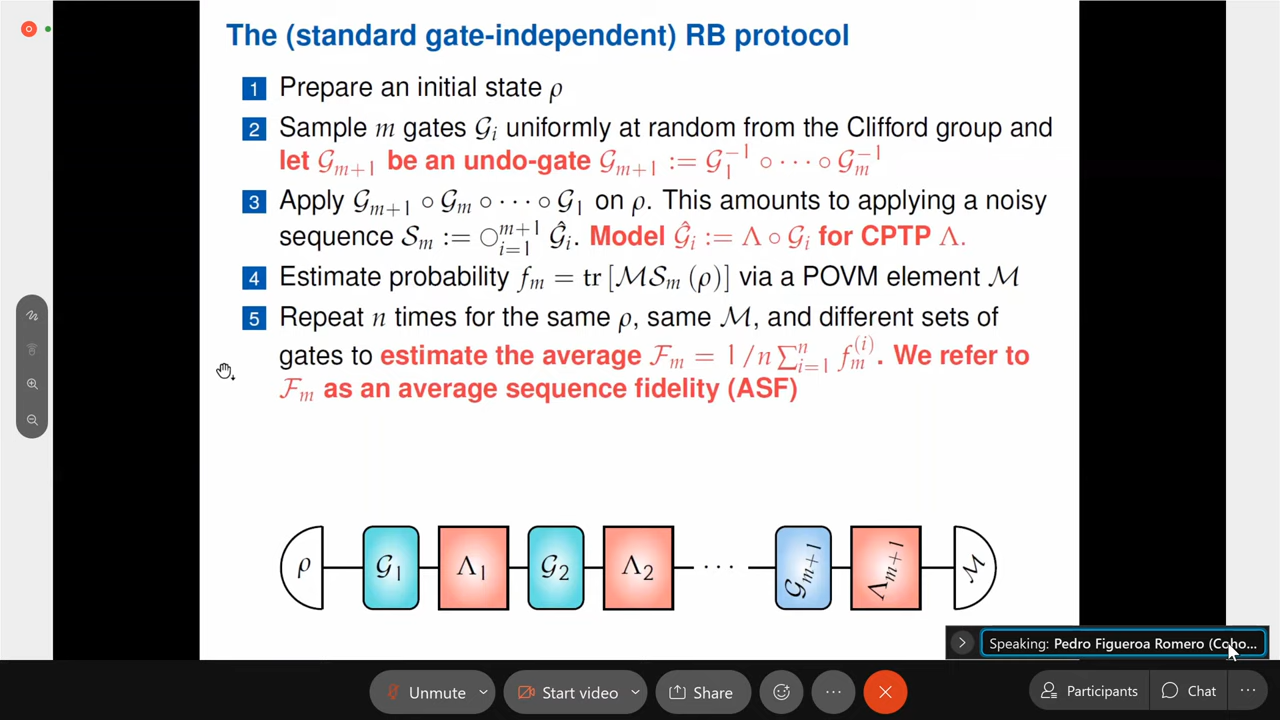 The (standard gate-independent) RB protocol
1 Prepare an initial state ρ
2 Sample m gates 𝒢ᵢ uniformly at random from the Clifford group and
let 𝒢ₘ₊₁ be an undo-gate 𝒢ₘ₊₁ := 𝒢₁⁻¹ ∘ ⋯ ∘ 𝒢ₘ⁻¹
3 Apply 𝒢ₘ₊₁ ∘ 𝒢ₘ ∘ ⋯ ∘ 𝒢₁ on ρ. This amounts to applying a noisy
sequence 𝒮ₘ := ○ᵢ₌₁ᵐ⁺¹ 𝒢̂ᵢ. Model 𝒢̂ᵢ := Λ ∘ 𝒢ᵢ for CPTP Λ.
4 Estimate probability fₘ = tr [ℳ𝒮ₘ (ρ)] via a POVM element ℳ
5 Repeat n times for the same ρ, same ℳ, and different sets of
gates to estimate the average ℱₘ = 1/n ∑ᵢ₌₁ⁿ fₘ⁽ⁱ⁾. We refer to
ℱₘ as an average sequence fidelity (ASF)
ρ 𝒢₁ Λ₁ 𝒢₂ Λ₂ ⋯ 𝒢ₘ₊₁ Λₘ₊₁ ℳ
Speaking: Pedro Figueroa Romero (Coho...
Unmute Start video Share Participants Chat